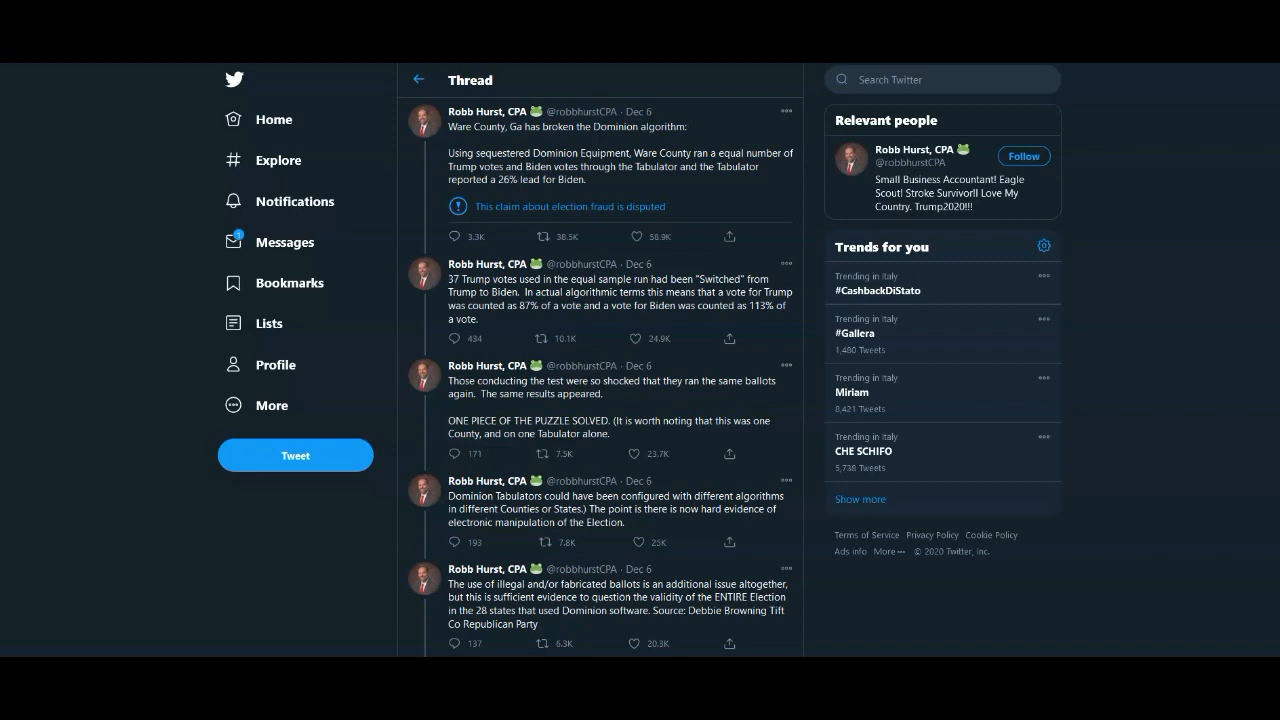 Home
Explore
Notifications
1
Messages
Bookmarks
Lists
Profile
More
Tweet
Thread
Robb Hurst, CPA 🐸 @robbhurstCPA · Dec 6
Ware County, Ga has broken the Dominion algorithm:
Using sequestered Dominion Equipment, Ware County ran a equal number of
Trump votes and Biden votes through the Tabulator and the Tabulator
reported a 26% lead for Biden.
This claim about election fraud is disputed
3.3K 38.5K 58.9K
Robb Hurst, CPA 🐸 @robbhurstCPA · Dec 6
37 Trump votes used in the equal sample run had been "Switched" from
Trump to Biden. In actual algorithmic terms this means that a vote for Trump
was counted as 87% of a vote and a vote for Biden was counted as 113% of
a vote.
434 10.1K 24.9K
Robb Hurst, CPA 🐸 @robbhurstCPA · Dec 6
Those conducting the test were so shocked that they ran the same ballots
again. The same results appeared.
ONE PIECE OF THE PUZZLE SOLVED. (It is worth noting that this was one
County, and on one Tabulator alone.
171 7.5K 23.7K
Robb Hurst, CPA 🐸 @robbhurstCPA · Dec 6
Dominion Tabulators could have been configured with different algorithms
in different Counties or States.) The point is there is now hard evidence of
electronic manipulation of the Election.
193 7.8K 25K
Robb Hurst, CPA 🐸 @robbhurstCPA · Dec 6
The use of illegal and/or fabricated ballots is an additional issue altogether,
but this is sufficient evidence to question the validity of the ENTIRE Election
in the 28 states that used Dominion software. Source: Debbie Browning Tift
Co Republican Party
137 6.3K 20.3K
Search Twitter
Relevant people
Robb Hurst, CPA 🐸
@robbhurstCPA
Follow
Small Business Accountant! Eagle
Scout! Stroke Survivor!I Love My
Country. Trump2020!!!
Trends for you
Trending in Italy
#CashbackDiStato
Trending in Italy
#Gallera
1,480 Tweets
Trending in Italy
Miriam
8,421 Tweets
Trending in Italy
CHE SCHIFO
5,738 Tweets
Show more
Terms of Service Privacy Policy Cookie Policy
Ads info More ··· © 2020 Twitter, Inc.